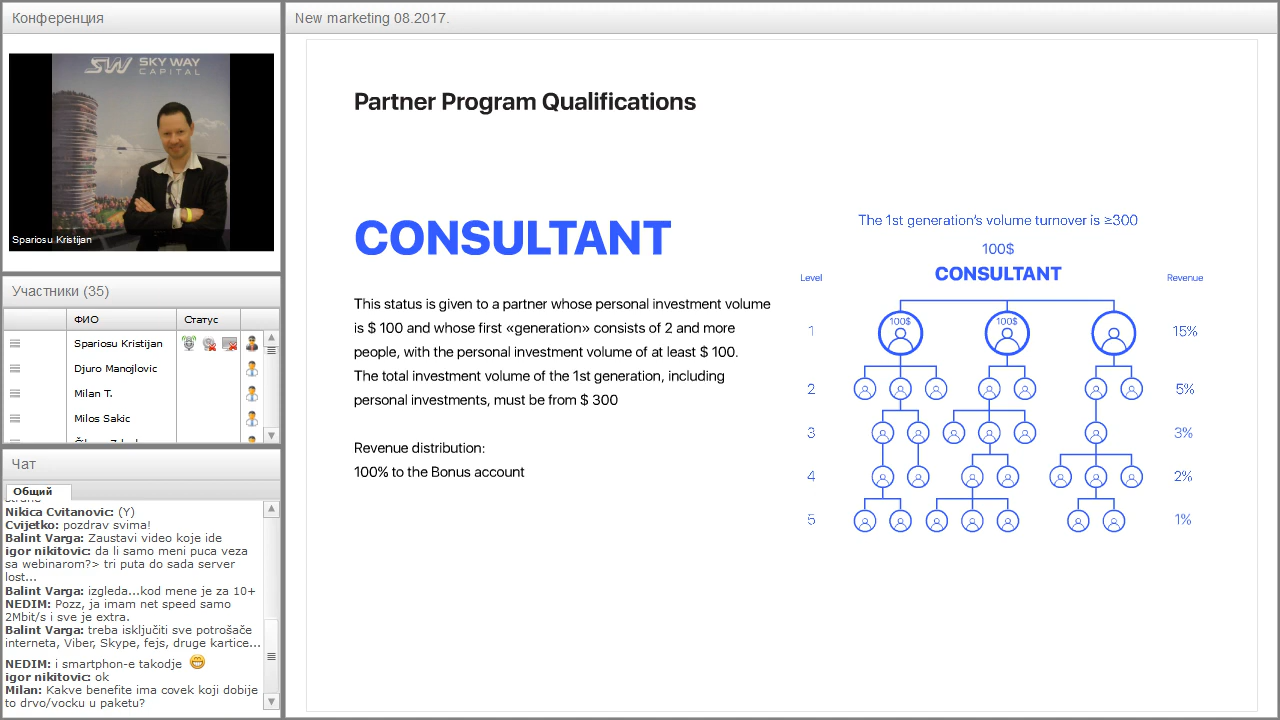 Конференция
SW SKY WAY
CAPITAL
Spariosu Kristijan
Участники (35)
ФИО Статус
Spariosu Kristijan
Djuro Manojlovic
Milan T.
Milos Sakic
Чат
Общий
Nikica Cvitanovic: (Y)
Cvijetko: pozdrav svima!
Balint Varga: Zaustavi video koje ide
igor nikitovic: da li samo meni puca veza
sa webinarom?> tri puta do sada server
lost...
Balint Varga: izgleda...kod mene je za 10+
NEDIM: Pozz, ja imam net speed samo
2Mbit/s i sve je extra.
Balint Varga: treba isključiti sve potrošače
interneta, Viber, Skype, fejs, druge kartice...
NEDIM: i smartphon-e takodje
igor nikitovic: ok
Milan: Kakve benefite ima covek koji dobije
to drvo/vocku u paketu?
New marketing 08.2017.
Partner Program Qualifications
CONSULTANT
This status is given to a partner whose personal investment volume
is $ 100 and whose first «generation» consists of 2 and more
people, with the personal investment volume of at least $ 100.
The total investment volume of the 1st generation, including
personal investments, must be from $ 300
Revenue distribution:
100% to the Bonus account
The 1st generation's volume turnover is ≥300
100$
Level CONSULTANT Revenue
1 100$ 100$ 15%
2 5%
3 3%
4 2%
5 1%